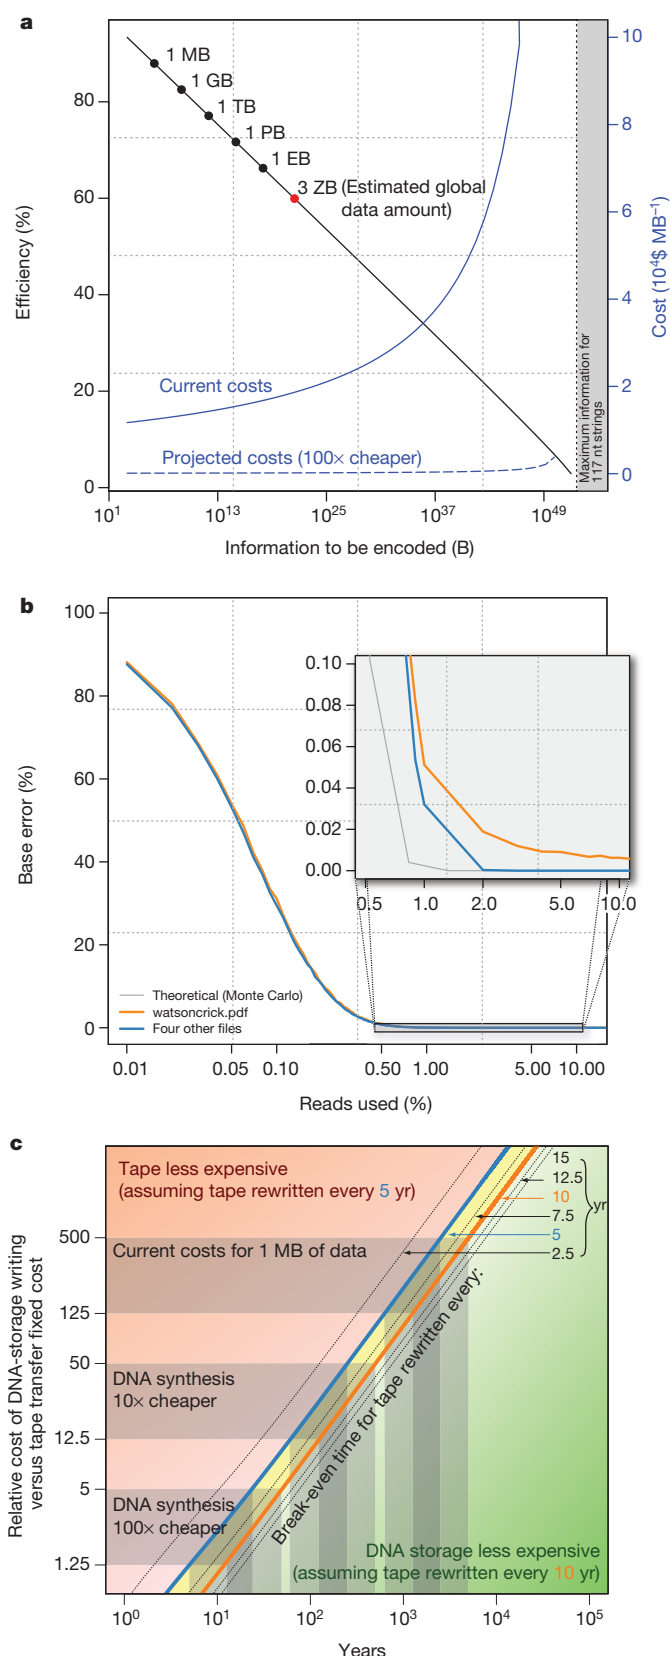 a
1 MB
1 GB
1 TB
1 PB
1 EB
3 ZB (Estimated global
data amount)
Efficiency (%)
80
60
40
20
0
10
8
6
4
2
0
Cost (10⁴$ MB⁻¹)
Current costs
Projected costs (100× cheaper)
Maximum information for
117 nt strings
10¹
10¹³
10²⁵
10³⁷
10⁴⁹
Information to be encoded (B)
b
100
80
60
40
20
0
Base error (%)
0.10
0.08
0.06
0.04
0.02
0.00
0.5
1.0
2.0
5.0
10.0
Theoretical (Monte Carlo)
watsoncrick.pdf
Four other files
0.01
0.05
0.10
0.50
1.00
5.00
10.00
Reads used (%)
c
Tape less expensive
(assuming tape rewritten every 5 yr)
15
12.5
10
7.5
5
2.5
yr
Current costs for 1 MB of data
DNA synthesis
10× cheaper
DNA synthesis
100× cheaper
Break-even time for tape rewritten every:
DNA storage less expensive
(assuming tape rewritten every 10 yr)
Relative cost of DNA-storage writing
versus tape transfer fixed cost
500
125
50
12.5
5
1.25
10⁰
10¹
10²
10³
10⁴
10⁵
Years